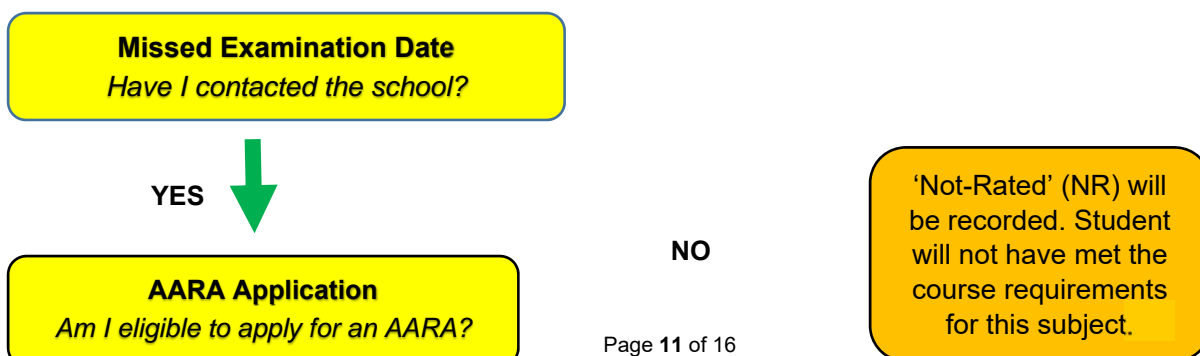 Missed Examination Date
Have I contacted the school?
YES
AARA Application
Am I eligible to apply for an AARA?
NO
‘Not-Rated’ (NR) will
be recorded. Student
will not have met the
course requirements
for this subject.
Page 11 of 16